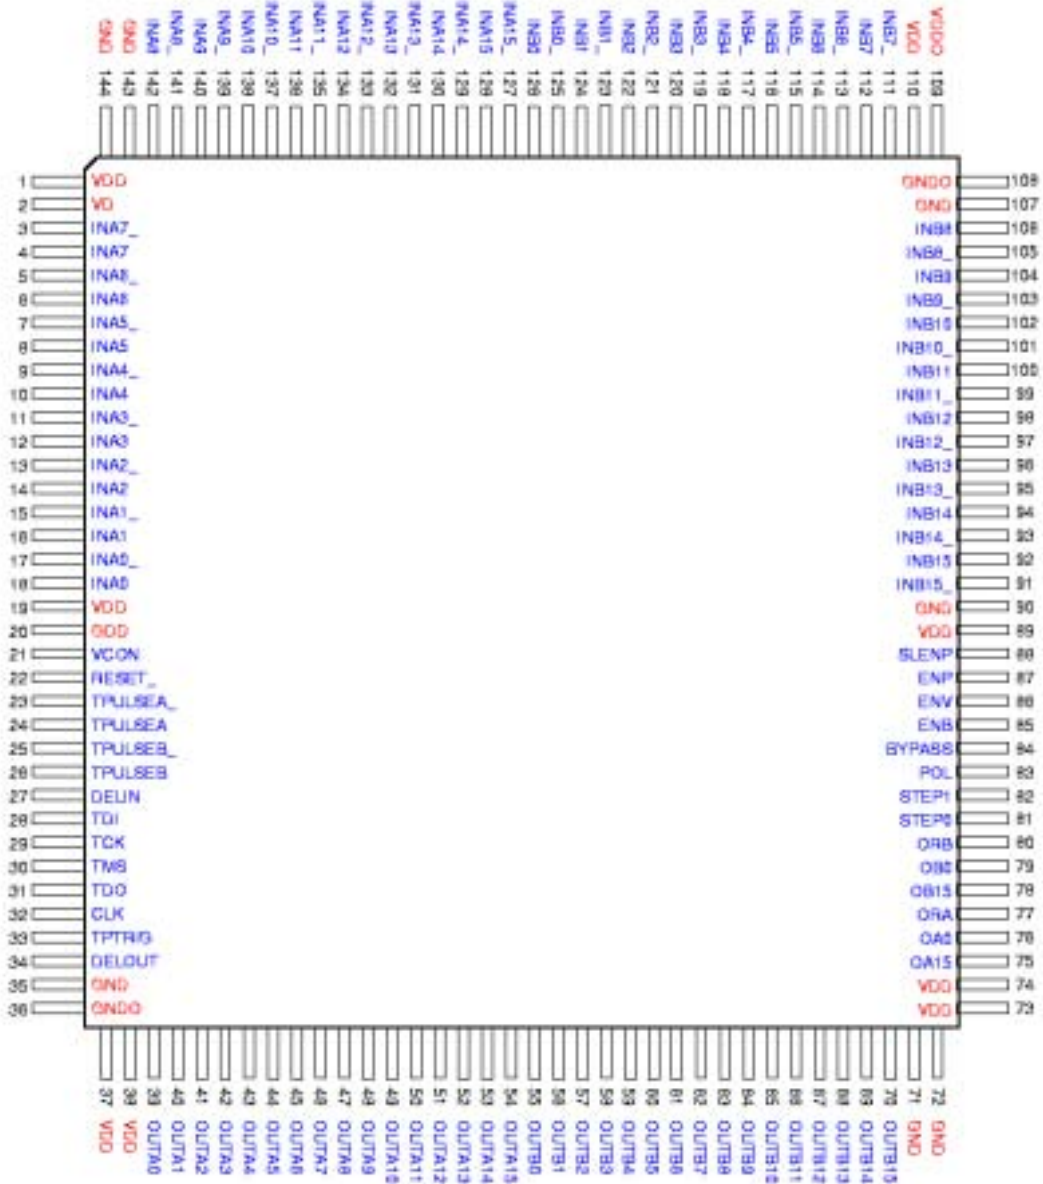 GND 144
GND 143
INA8 142
INA8_ 141
INA9 140
INA9_ 139
INA10 138
INA10_ 137
INA11 136
INA11_ 135
INA12 134
INA12_ 133
INA13 132
INA13_ 131
INA14 130
INA14_ 129
INA15 128
INA15_ 127
INB0 126
INB0_ 125
INB1 124
INB1_ 123
INB2 122
INB2_ 121
INB3 120
INB3_ 119
INB4 118
INB4_ 117
INB5 116
INB5_ 115
INB6 114
INB6_ 113
INB7 112
INB7_ 111
VDD 110
VDDO 109
1 VDD
2 VD
3 INA7_
4 INA7
5 INA6_
6 INA6
7 INA5_
8 INA5
9 INA4_
10 INA4
11 INA3_
12 INA3
13 INA2_
14 INA2
15 INA1_
16 INA1
17 INA0_
18 INA0
19 VDD
20 GDD
21 VCON
22 RESET_
23 TPULSEA_
24 TPULSEA
25 TPULSEB_
26 TPULSEB
27 DELIN
28 TDI
29 TCK
30 TMS
31 TDO
32 CLK
33 TPTRIG
34 DELOUT
35 GND
36 GNDO
GNDO 108
GND 107
INB8 106
INB8_ 105
INB9 104
INB9_ 103
INB10 102
INB10_ 101
INB11 100
INB11_ 99
INB12 98
INB12_ 97
INB13 96
INB13_ 95
INB14 94
INB14_ 93
INB15 92
INB15_ 91
GND 90
VDD 89
SLENP 88
ENP 87
ENV 86
ENB 85
BYPASS 84
POL 83
STEP1 82
STEP0 81
ORB 80
OB0 79
OB15 78
ORA 77
OA0 76
OA15 75
VDD 74
VDD 73
37 VDD
38 VDD
39 OUTA0
40 OUTA1
41 OUTA2
42 OUTA3
43 OUTA4
44 OUTA5
45 OUTA6
46 OUTA7
47 OUTA8
48 OUTA9
49 OUTA10
50 OUTA11
51 OUTA12
52 OUTA13
53 OUTA14
54 OUTA15
55 OUTB0
56 OUTB1
57 OUTB2
58 OUTB3
59 OUTB4
60 OUTB5
61 OUTB6
62 OUTB7
63 OUTB8
64 OUTB9
65 OUTB10
66 OUTB11
67 OUTB12
68 OUTB13
69 OUTB14
70 OUTB15
71 GND
72 GND